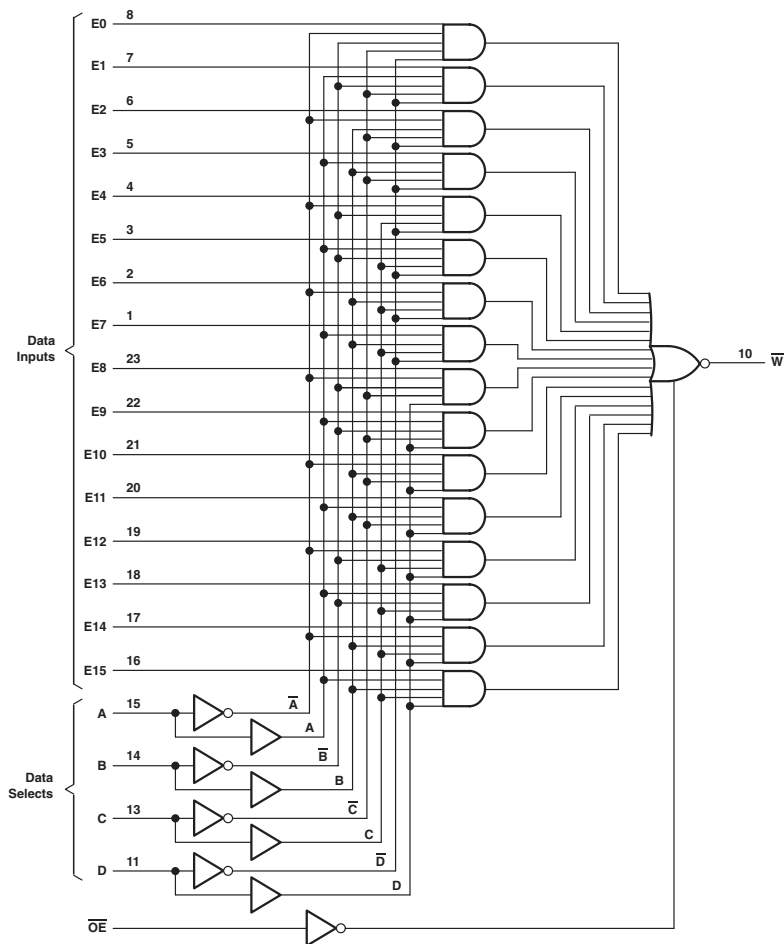 E0 8
E1 7
E2 6
E3 5
E4 4
E5 3
E6 2
E7 1
Data
Inputs
E8 23
E9 22
E10 21
E11 20
E12 19
E13 18
E14 17
E15 16
10 W̅
A 15 A̅
A
B 14 B̅
B
Data
Selects
C 13 C̅
C
D 11 D̅
D
O̅E̅